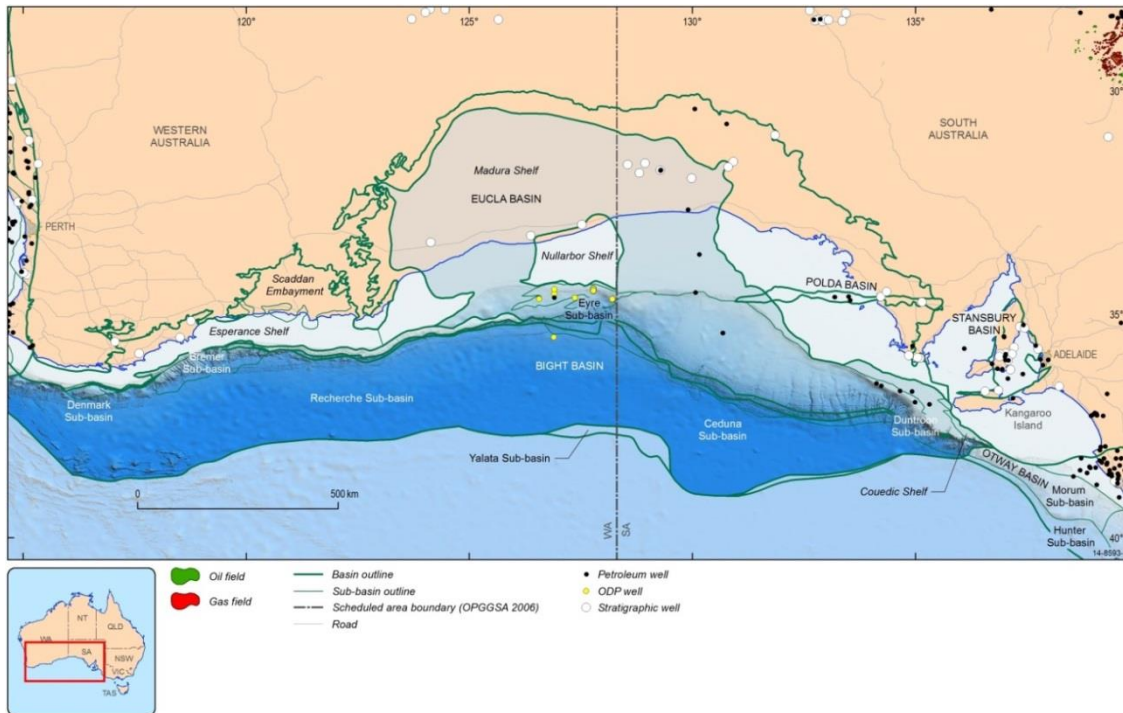 120°
125°
130°
135°
30°
WESTERN
AUSTRALIA
SOUTH
AUSTRALIA
Madura Shelf
EUCLA BASIN
PERTH
Nullarbor Shelf
Scaddan
Embayment
POLDA BASIN
Eyre
Sub-basin
35°
STANSBURY
BASIN
Esperance Shelf
ADELAIDE
Bremer
Sub-basin
BIGHT BASIN
Denmark
Sub-basin
Recherche Sub-basin
Ceduna
Sub-basin
Duntroon
Sub-basin
Kangaroo
Island
Yalata Sub-basin
OTWAY BASIN
Couedic Shelf
Morum
Sub-basin
0
500 km
WA
SA
Hunter
Sub-basin
40°
14-8593-
Oil field
Gas field
Basin outline
Sub-basin outline
Scheduled area boundary (OPGGSA 2006)
Road
Petroleum well
ODP well
Stratigraphic well
NT
WA
QLD
SA
NSW
VIC
TAS